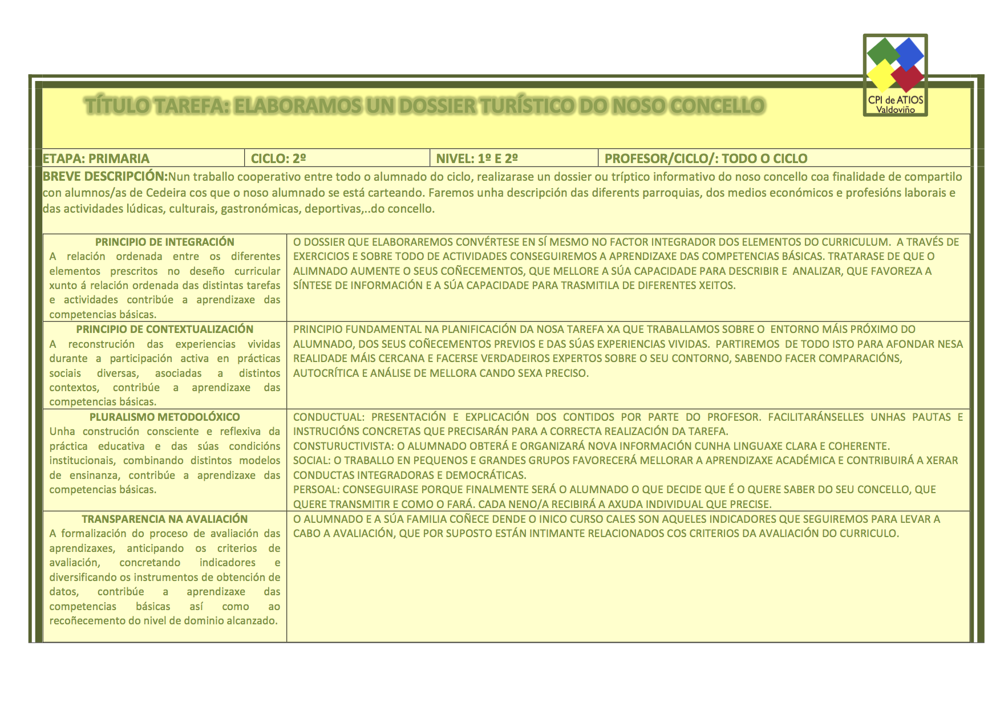 CPI de ATIOS
Valdoviño
TÍTULO TAREFA: ELABORAMOS UN DOSSIER TURÍSTICO DO NOSO CONCELLO
ETAPA: PRIMARIA
CICLO: 2º
NIVEL: 1º E 2º
PROFESOR/CICLO/: TODO O CICLO
BREVE DESCRIPCIÓN:Nun traballo cooperativo entre todo o alumnado do ciclo, realizarase un dossier ou tríptico informativo do noso concello coa finalidade de compartilo
con alumnos/as de Cedeira cos que o noso alumnado se está carteando. Faremos unha descripción das diferents parroquias, dos medios económicos e profesións laborais e
das actividades lúdicas, culturais, gastronómicas, deportivas,..do concello.
PRINCIPIO DE INTEGRACIÓN
A relación ordenada entre os diferentes
elementos prescritos no deseño curricular
xunto á relación ordenada das distintas tarefas
e actividades contribúe a aprendizaxe das
competencias básicas.
O DOSSIER QUE ELABORAREMOS CONVÉRTESE EN SÍ MESMO NO FACTOR INTEGRADOR DOS ELEMENTOS DO CURRICULUM. A TRAVÉS DE
EXERCICIOS E SOBRE TODO DE ACTIVIDADES CONSEGUIREMOS A APRENDIZAXE DAS COMPETENCIAS BÁSICAS. TRATARASE DE QUE O
ALIMNADO AUMENTE O SEUS COÑECEMENTOS, QUE MELLORE A SÚA CAPACIDADE PARA DESCRIBIR E ANALIZAR, QUE FAVOREZA A
SÍNTESE DE INFORMACIÓN E A SÚA CAPACIDADE PARA TRASMITILA DE DIFERENTES XEITOS.
PRINCIPIO DE CONTEXTUALIZACIÓN
A reconstrución das experiencias vividas
durante a participación activa en prácticas
sociais diversas, asociadas a distintos
contextos, contribúe a aprendizaxe das
competencias básicas.
PRINCIPIO FUNDAMENTAL NA PLANIFICACIÓN DA NOSA TAREFA XA QUE TRABALLAMOS SOBRE O ENTORNO MÁIS PRÓXIMO DO
ALUMNADO, DOS SEUS COÑECEMENTOS PREVIOS E DAS SÚAS EXPERIENCIAS VIVIDAS. PARTIREMOS DE TODO ISTO PARA AFONDAR NESA
REALIDADE MÁIS CERCANA E FACERSE VERDADEIROS EXPERTOS SOBRE O SEU CONTORNO, SABENDO FACER COMPARACIÓNS,
AUTOCRÍTICA E ANÁLISE DE MELLORA CANDO SEXA PRECISO.
PLURALISMO METODOLÓXICO
Unha construción consciente e reflexiva da
práctica educativa e das súas condicións
institucionais, combinando distintos modelos
de ensinanza, contribúe a aprendizaxe das
competencias básicas.
CONDUCTUAL: PRESENTACIÓN E EXPLICACIÓN DOS CONTIDOS POR PARTE DO PROFESOR. FACILITARÁNSELLES UNHAS PAUTAS E
INSTRUCIÓNS CONCRETAS QUE PRECISARÁN PARA A CORRECTA REALIZACIÓN DA TAREFA.
CONSTURUCTIVISTA: O ALUMNADO OBTERÁ E ORGANIZARÁ NOVA INFORMACIÓN CUNHA LINGUAXE CLARA E COHERENTE.
SOCIAL: O TRABALLO EN PEQUENOS E GRANDES GRUPOS FAVORECERÁ MELLORAR A APRENDIZAXE ACADÉMICA E CONTRIBUIRÁ A XERAR
CONDUCTAS INTEGRADORAS E DEMOCRÁTICAS.
PERSOAL: CONSEGUIRASE PORQUE FINALMENTE SERÁ O ALUMNADO O QUE DECIDE QUE É O QUERE SABER DO SEU CONCELLO, QUE
QUERE TRANSMITIR E COMO O FARÁ. CADA NENO/A RECIBIRÁ A AXUDA INDIVIDUAL QUE PRECISE.
TRANSPARENCIA NA AVALIACIÓN
A formalización do proceso de avaliación das
aprendizaxes, anticipando os criterios de
avaliación, concretando indicadores e
diversificando os instrumentos de obtención de
datos, contribúe a aprendizaxe das
competencias básicas así como ao
recoñecemento do nivel de dominio alcanzado.
O ALUMNADO E A SÚA FAMILIA COÑECE DENDE O INICO CURSO CALES SON AQUELES INDICADORES QUE SEGUIREMOS PARA LEVAR A
CABO A AVALIACIÓN, QUE POR SUPOSTO ESTÁN INTIMANTE RELACIONADOS COS CRITERIOS DA AVALIACIÓN DO CURRICULO.